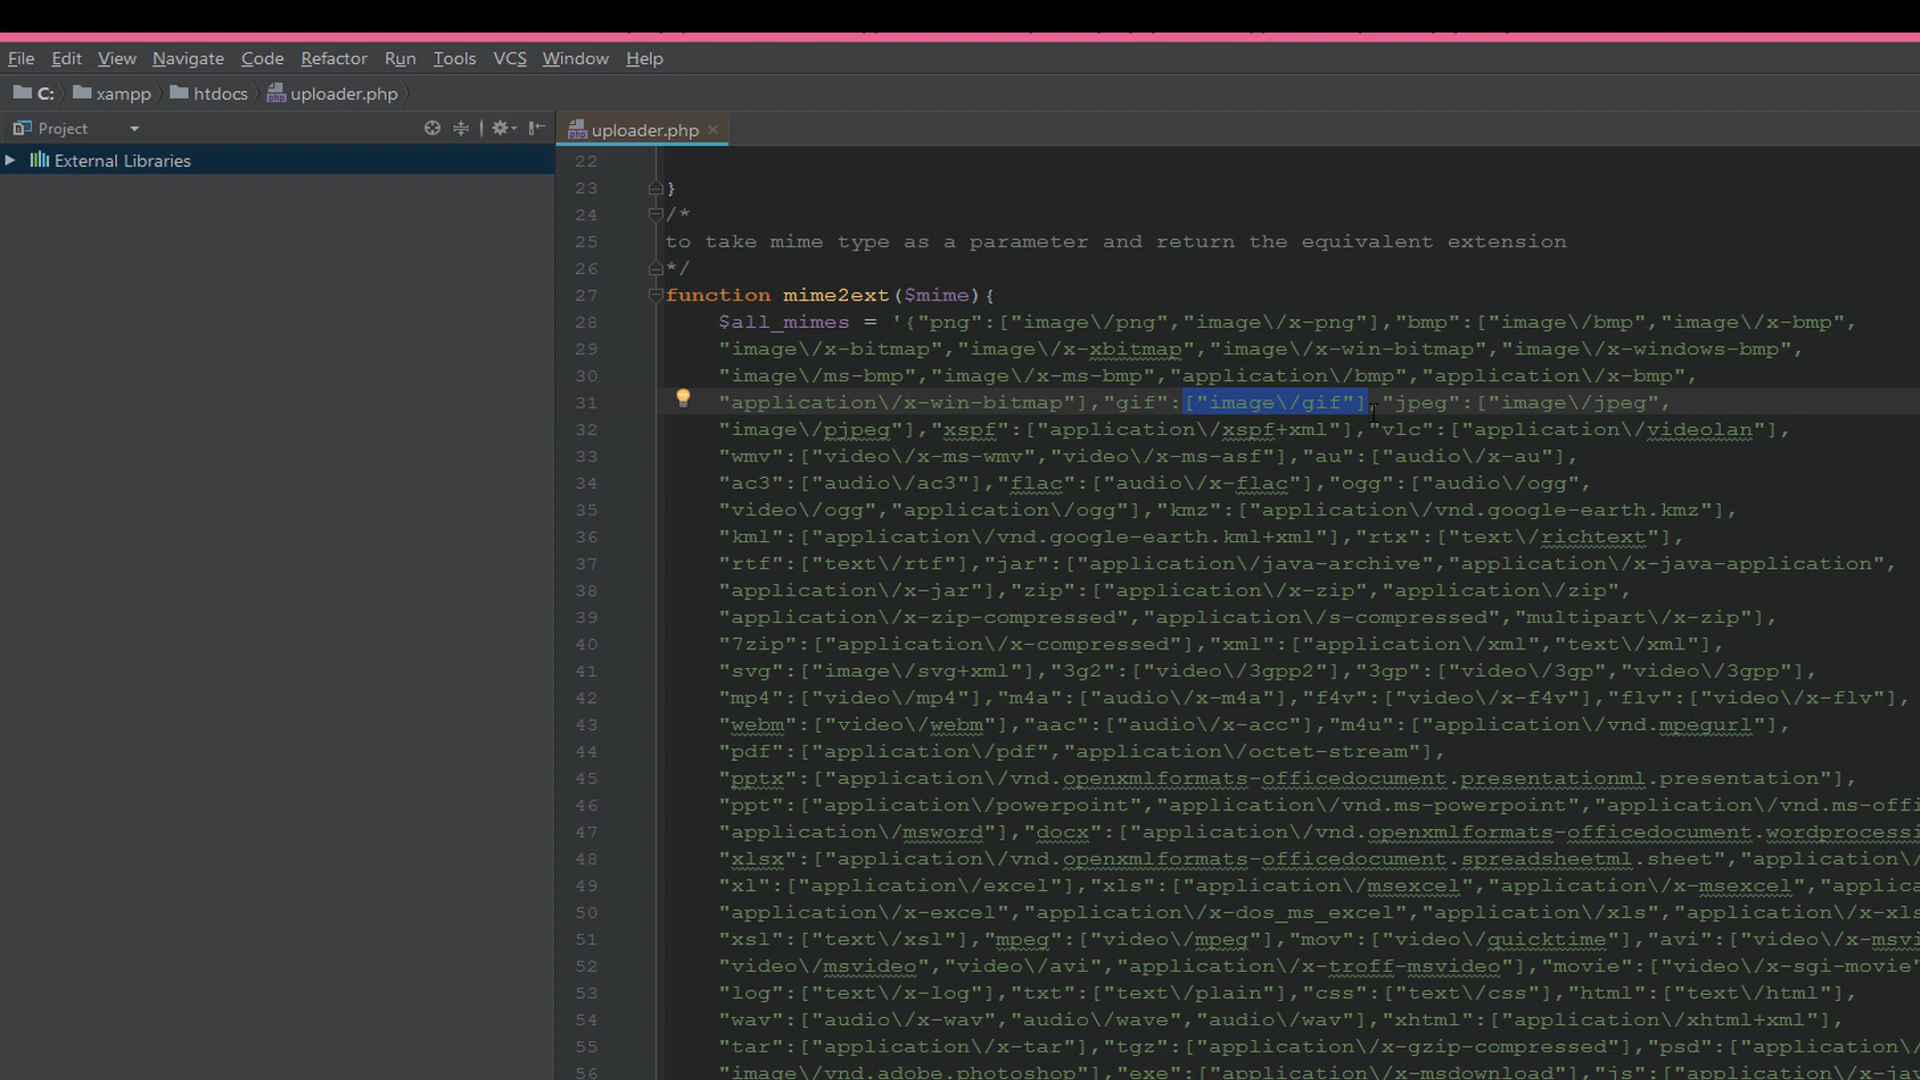 File Edit View Navigate Code Refactor Run Tools VCS Window Help
C: xampp htdocs uploader.php
Project
uploader.php
External Libraries
22
23 }
24 /*
25 to take mime type as a parameter and return the equivalent extension
26 */
27 function mime2ext($mime){
28 $all_mimes = '{"png":["image\/png","image\/x-png"],"bmp":["image\/bmp","image\/x-bmp",
29 "image\/x-bitmap","image\/x-xbitmap","image\/x-win-bitmap","image\/x-windows-bmp",
30 "image\/ms-bmp","image\/x-ms-bmp","application\/bmp","application\/x-bmp",
31 "application\/x-win-bitmap"],"gif":["image\/gif"],"jpeg":["image\/jpeg",
32 "image\/pjpeg"],"xspf":["application\/xspf+xml"],"vlc":["application\/videolan"],
33 "wmv":["video\/x-ms-wmv","video\/x-ms-asf"],"au":["audio\/x-au"],
34 "ac3":["audio\/ac3"],"flac":["audio\/x-flac"],"ogg":["audio\/ogg",
35 "video\/ogg","application\/ogg"],"kmz":["application\/vnd.google-earth.kmz"],
36 "kml":["application\/vnd.google-earth.kml+xml"],"rtx":["text\/richtext"],
37 "rtf":["text\/rtf"],"jar":["application\/java-archive","application\/x-java-application",
38 "application\/x-jar"],"zip":["application\/x-zip","application\/zip",
39 "application\/x-zip-compressed","application\/s-compressed","multipart\/x-zip"],
40 "7zip":["application\/x-compressed"],"xml":["application\/xml","text\/xml"],
41 "svg":["image\/svg+xml"],"3g2":["video\/3gpp2"],"3gp":["video\/3gp","video\/3gpp"],
42 "mp4":["video\/mp4"],"m4a":["audio\/x-m4a"],"f4v":["video\/x-f4v"],"flv":["video\/x-flv"],
43 "webm":["video\/webm"],"aac":["audio\/x-acc"],"m4u":["application\/vnd.mpegurl"],
44 "pdf":["application\/pdf","application\/octet-stream"],
45 "pptx":["application\/vnd.openxmlformats-officedocument.presentationml.presentation"],
46 "ppt":["application\/powerpoint","application\/vnd.ms-powerpoint","application\/vnd.ms-offi
47 "application\/msword"],"docx":["application\/vnd.openxmlformats-officedocument.wordprocessi
48 "xlsx":["application\/vnd.openxmlformats-officedocument.spreadsheetml.sheet","application\/
49 "xl":["application\/excel"],"xls":["application\/msexcel","application\/x-msexcel","applica
50 "application\/x-excel","application\/x-dos_ms_excel","application\/xls","application\/x-xls
51 "xsl":["text\/xsl"],"mpeg":["video\/mpeg"],"mov":["video\/quicktime"],"avi":["video\/x-msvi
52 "video\/msvideo","video\/avi","application\/x-troff-msvideo"],"movie":["video\/x-sgi-movie"
53 "log":["text\/x-log"],"txt":["text\/plain"],"css":["text\/css"],"html":["text\/html"],
54 "wav":["audio\/x-wav","audio\/wave","audio\/wav"],"xhtml":["application\/xhtml+xml"],
55 "tar":["application\/x-tar"],"tgz":["application\/x-gzip-compressed"],"psd":["application\/
56 "image\/vnd.adobe.photoshop"],"exe":["application\/x-msdownload"],"js":["application\/x-jav